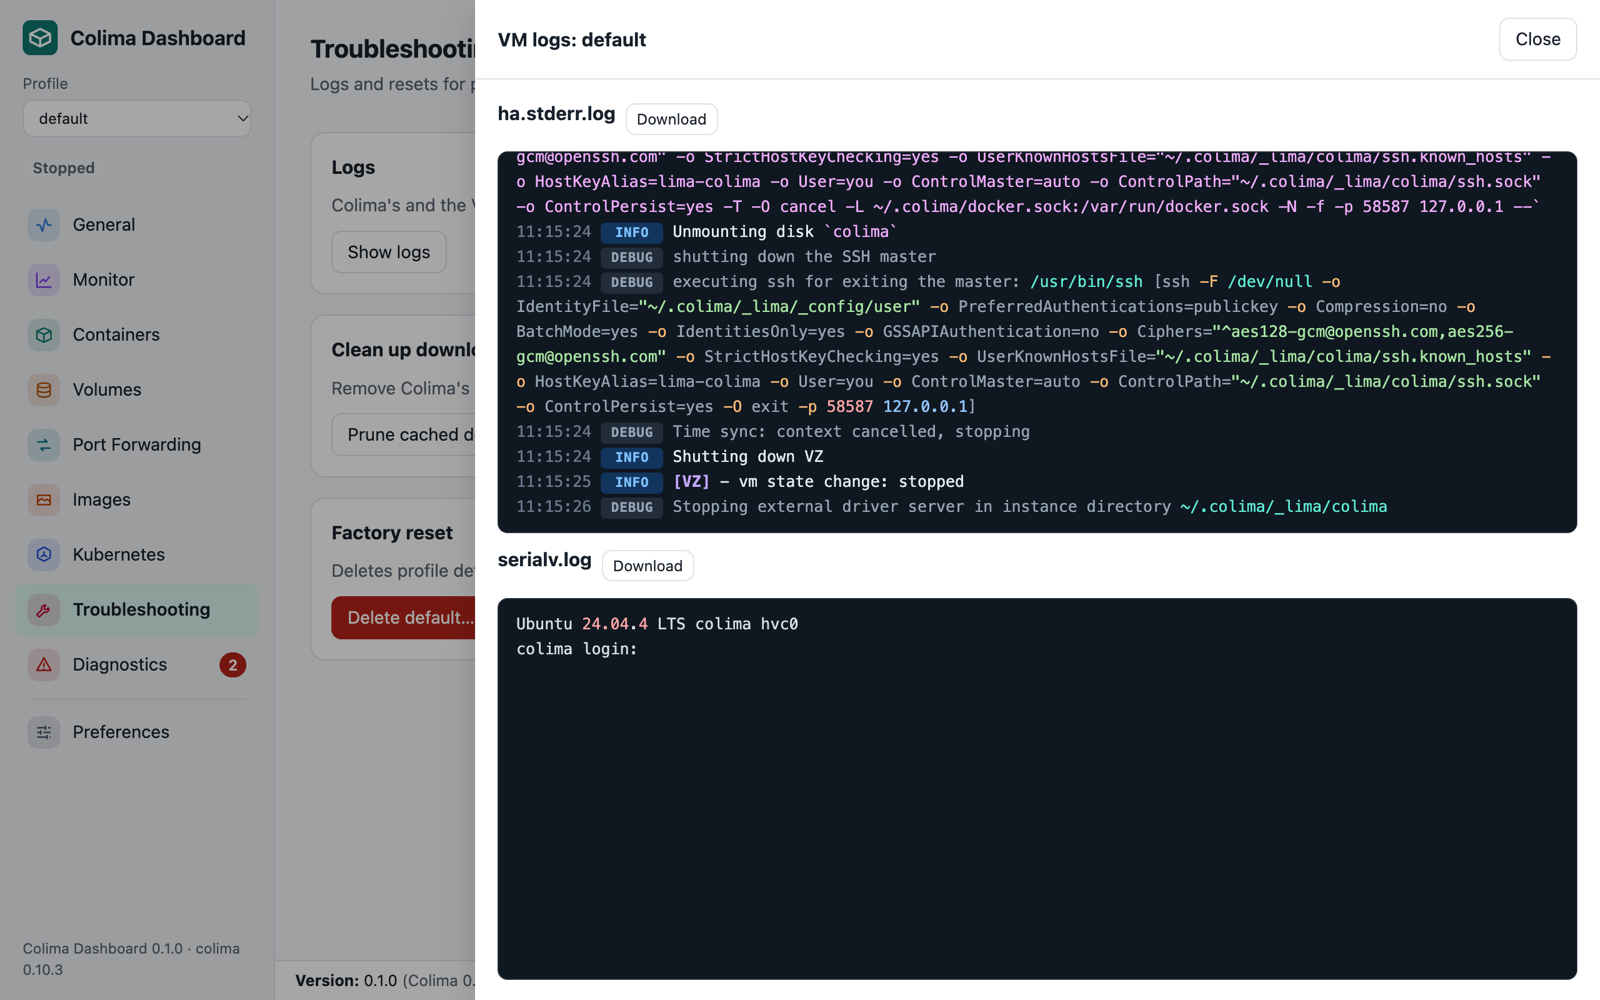 Colima Dashboard
Profile
default
Stopped
General
Monitor
Containers
Volumes
Port Forwarding
Images
Kubernetes
Troubleshooting
Diagnostics 2
Preferences
Colima Dashboard 0.1.0 · colima
0.10.3
Logs and resets for
Logs
Colima's and the
Show logs
Clean up
Remove Colima's
Prune cached
Factory reset
Deletes profile
Delete default...
Version: 0.1.0 (Colima
VM logs: default
Close
ha.stderr.log Download
gcm@openssh.com" -o StrictHostKeyChecking=yes -o UserKnownHostsFile="~/.colima/_lima/colima/ssh.known_hosts" -
o HostKeyAlias=lima-colima -o User=you -o ControlMaster=auto -o ControlPath="~/.colima/_lima/colima/ssh.sock"
-o ControlPersist=yes -T -O cancel -L ~/.colima/docker.sock:/var/run/docker.sock -N -f -p 58587 127.0.0.1 --`
11:15:24 INFO Unmounting disk `colima`
11:15:24 DEBUG shutting down the SSH master
11:15:24 DEBUG executing ssh for exiting the master: /usr/bin/ssh [ssh -F /dev/null -o
IdentityFile="~/.colima/_lima/_config/user" -o PreferredAuthentications=publickey -o Compression=no -o
BatchMode=yes -o IdentitiesOnly=yes -o GSSAPIAuthentication=no -o Ciphers="^aes128-gcm@openssh.com,aes256-
gcm@openssh.com" -o StrictHostKeyChecking=yes -o UserKnownHostsFile="~/.colima/_lima/colima/ssh.known_hosts" -
o HostKeyAlias=lima-colima -o User=you -o ControlMaster=auto -o ControlPath="~/.colima/_lima/colima/ssh.sock"
-o ControlPersist=yes -O exit -p 58587 127.0.0.1]
11:15:24 DEBUG Time sync: context cancelled, stopping
11:15:24 INFO Shutting down VZ
11:15:25 INFO [VZ] - vm state change: stopped
11:15:26 DEBUG Stopping external driver server in instance directory ~/.colima/_lima/colima
serialv.log Download
Ubuntu 24.04.4 LTS colima hvc0
colima login: